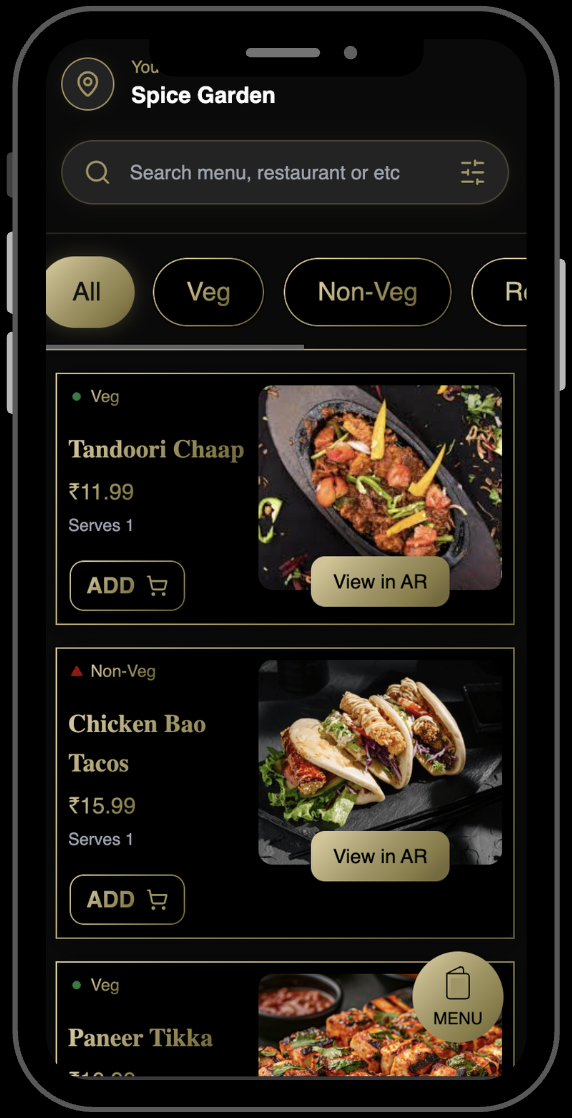 You
Spice Garden
Search menu, restaurant or etc
All
Veg
Non-Veg
Veg
Tandoori Chaap
₹11.99
Serves 1
ADD
View in AR
Non-Veg
Chicken Bao
Tacos
₹15.99
Serves 1
ADD
View in AR
Veg
Paneer Tikka
MENU